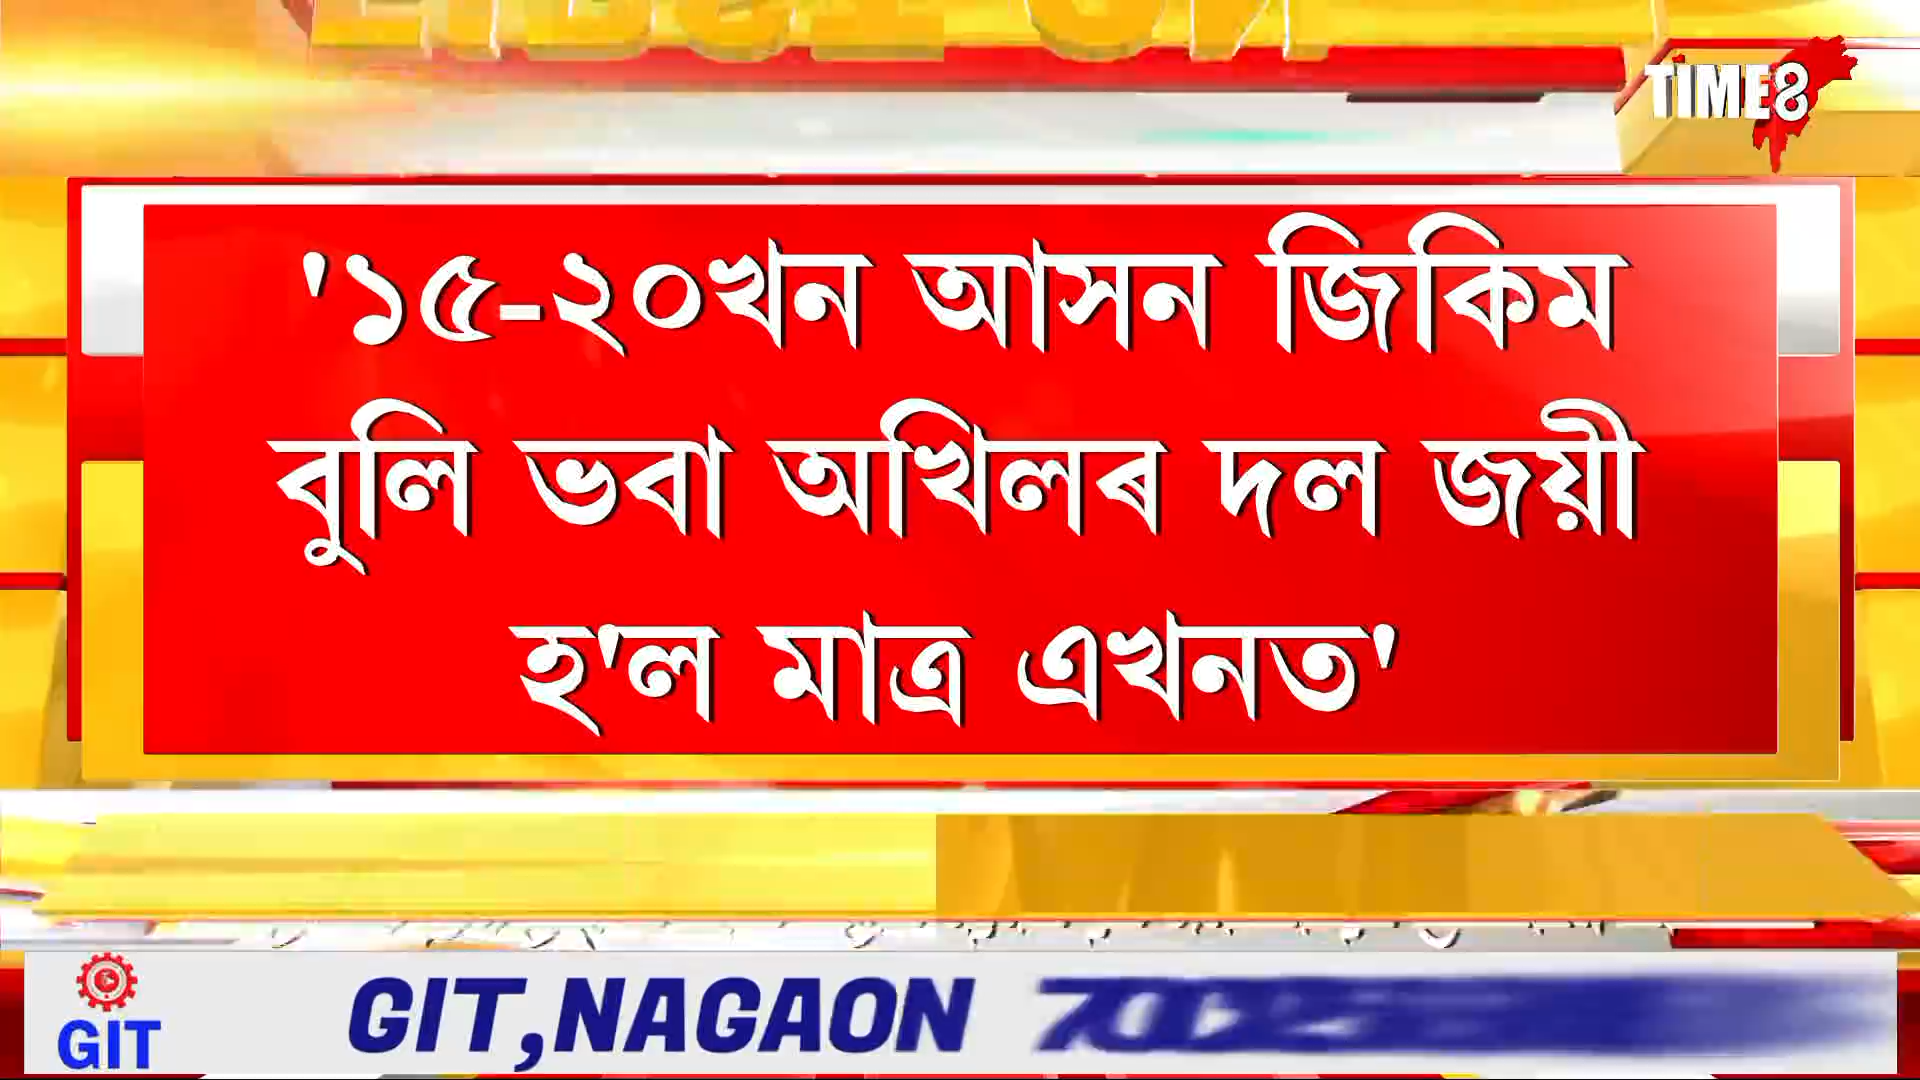 TIME8
'১৫-২০খন আসন জিকিম
বুলি ভবা অখিলৰ দল জয়ী
হ'ল মাত্ৰ এখনত'
GIT
GIT,NAGAON